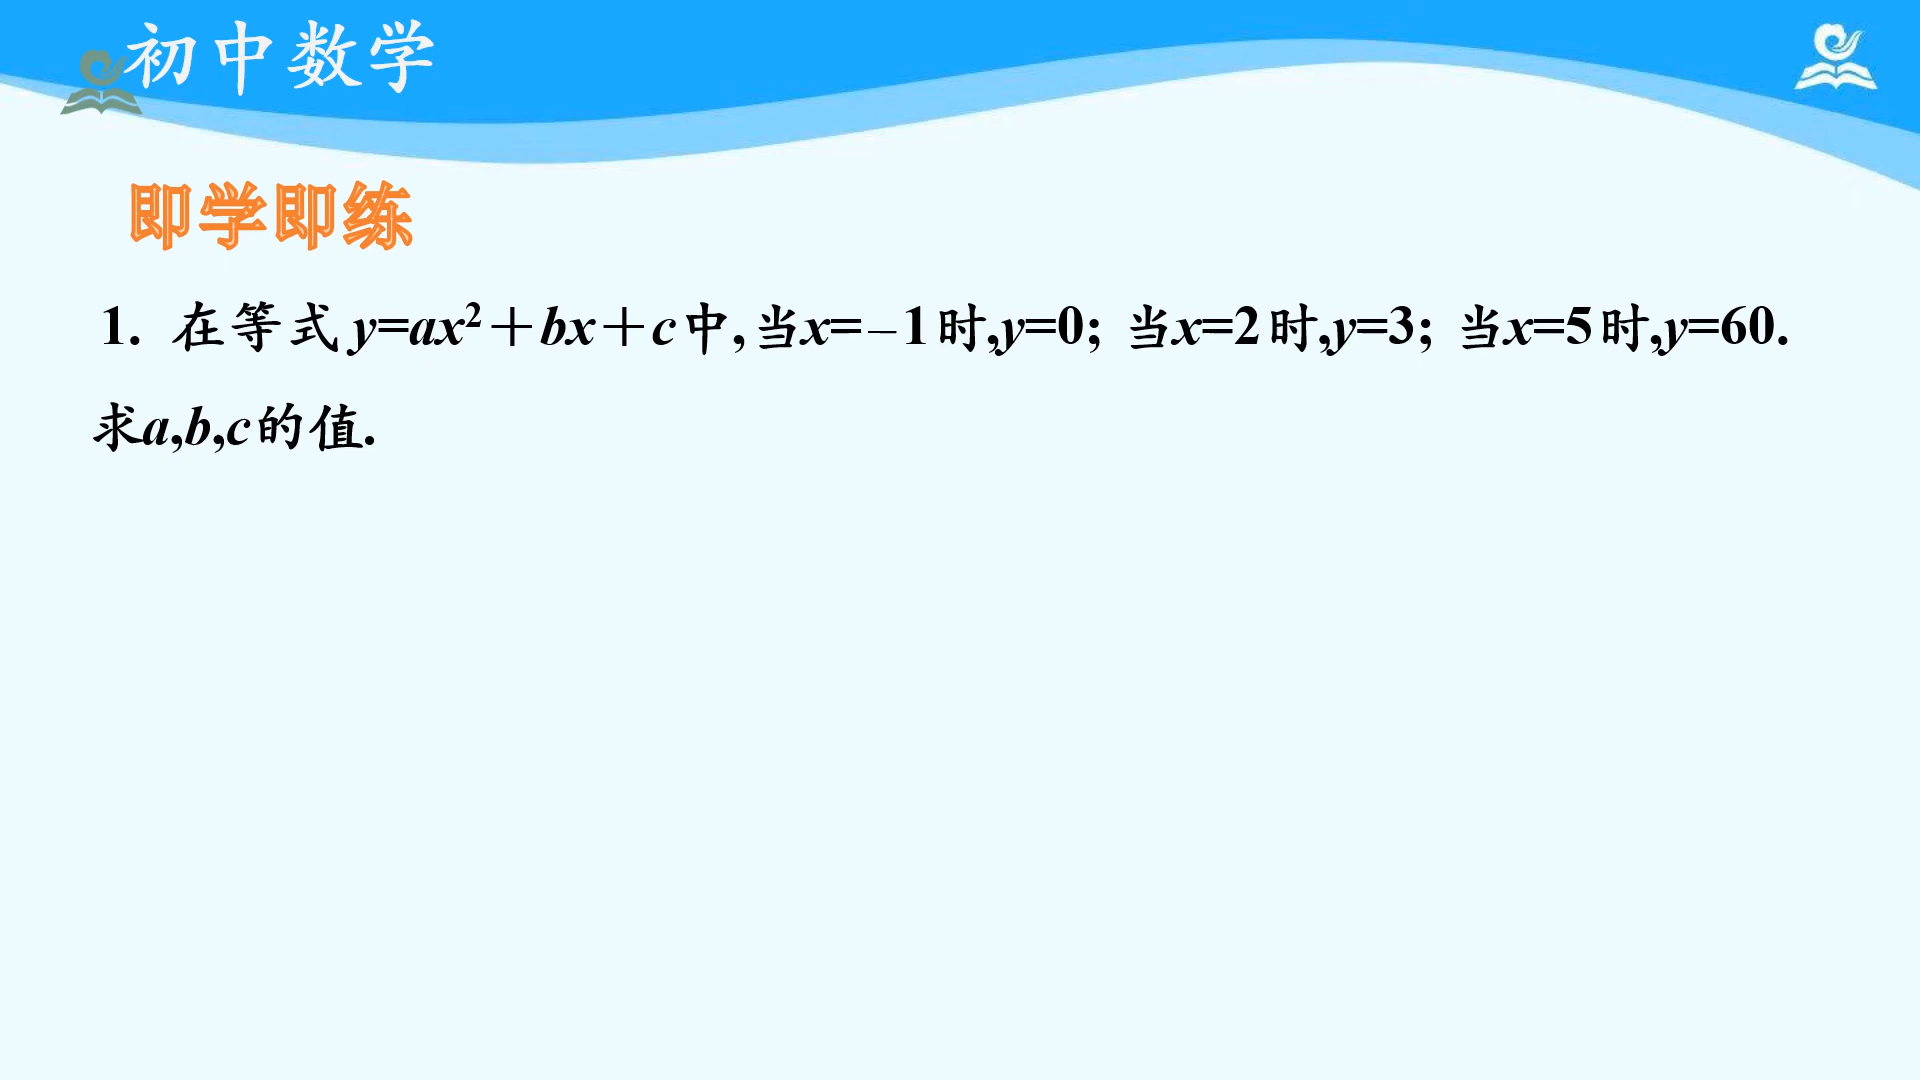 初中数学
即学即练
1. 在等式 y=ax²＋bx＋c中,当x=–1时,y=0; 当x=2时,y=3; 当x=5时,y=60.
求a,b,c的值.